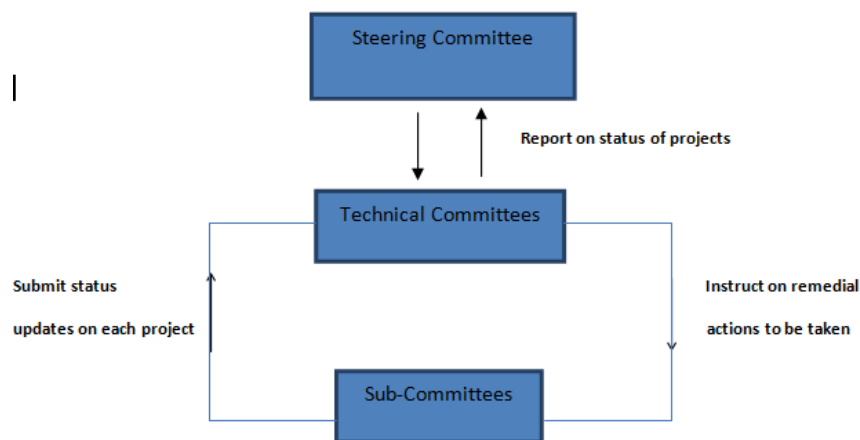 Steering Committee
Report on status of projects
Technical Committees
Submit status
updates on each project
Instruct on remedial
actions to be taken
Sub-Committees